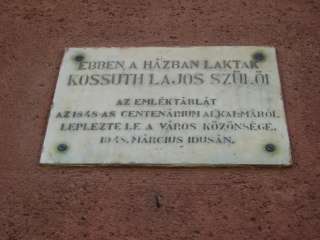 EBBEN A HÁZBAN LAKTAK
KOSSUTH LAJOS SZÜLŐI
AZ EMLÉKTÁBLÁT
AZ 1848-AS CENTENÁRIUM ALKALMÁBÓL
LEPLEZTE LE A VÁROS KÖZÖNSÉGE.
1948. MÁRCIUS IDUSÁN.